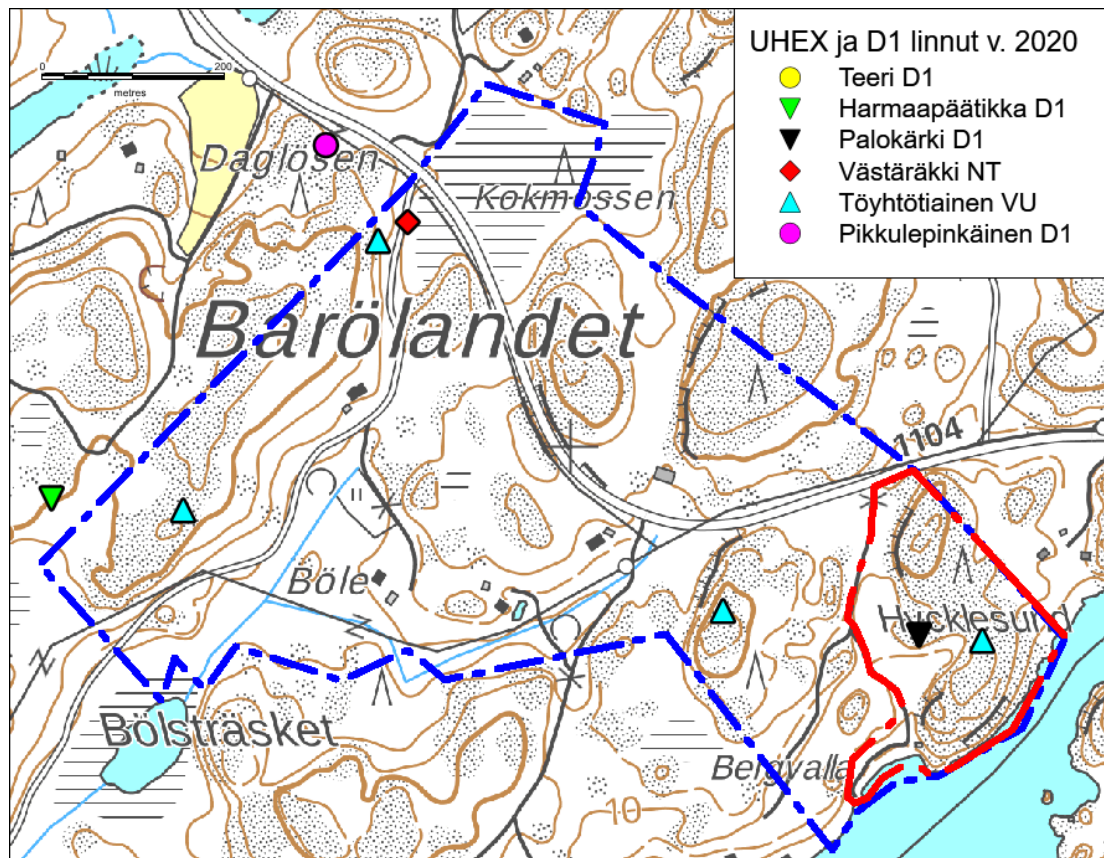 UHEX ja D1 linnut v. 2020
Teeri D1
Harmaapäätikka D1
Palokärki D1
Västäräkki NT
Töyhtötiainen VU
Pikkulepinkäinen D1
0 200
metres
Daglosen
Kokmossen
Barölandet
1104
Böle
Hycklesund
Bölsträsket
Bergvalla
10